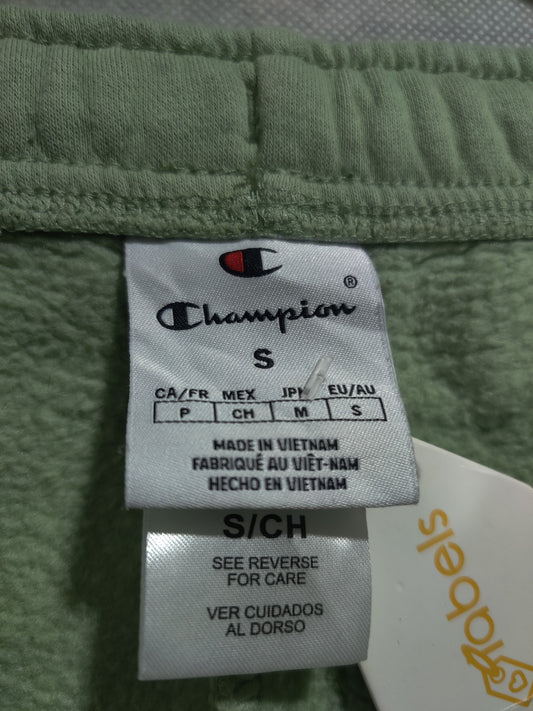 Champion ®
S
CA/FR MEX JPN EU/AU
P CH M S
MADE IN VIETNAM
FABRIQUÉ AU VIÊT-NAM
HECHO EN VIETNAM
S/CH
SEE REVERSE
FOR CARE
VER CUIDADOS
AL DORSO
labels